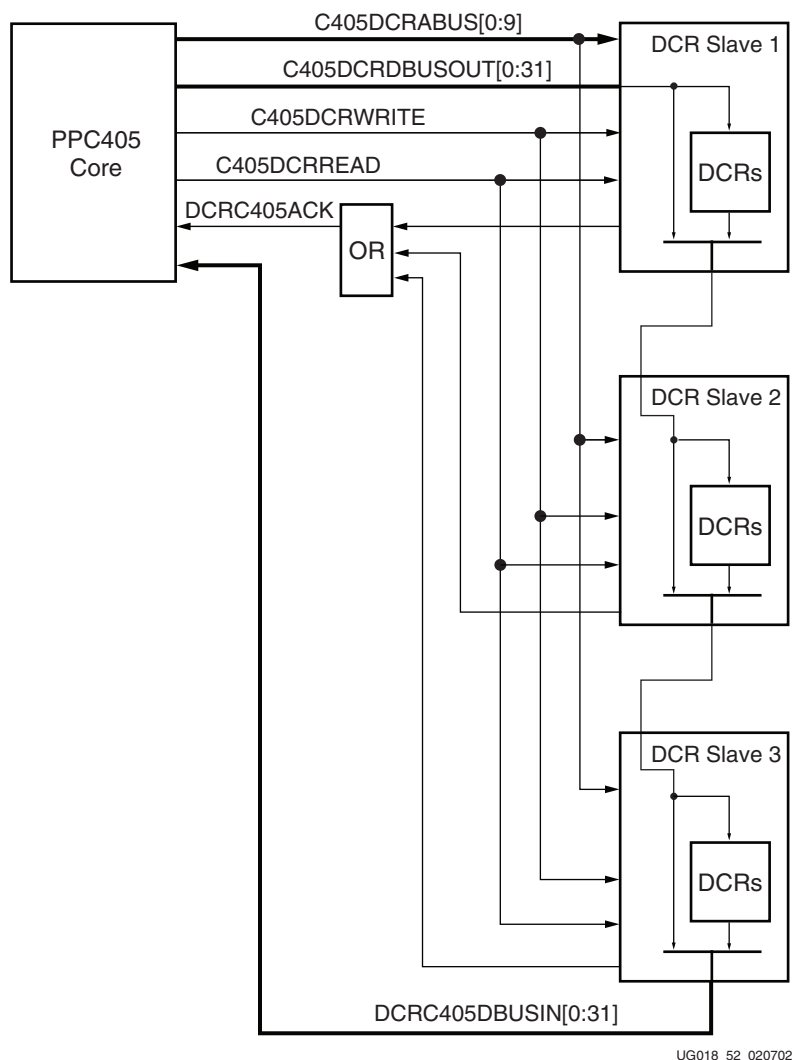 C405DCRABUS[0:9]
DCR Slave 1
C405DCRDBUSOUT[0:31]
C405DCRWRITE
PPC405
Core
C405DCRREAD
DCRs
DCRC405ACK
OR
DCR Slave 2
DCRs
DCR Slave 3
DCRs
DCRC405DBUSIN[0:31]
UG018_52_020702